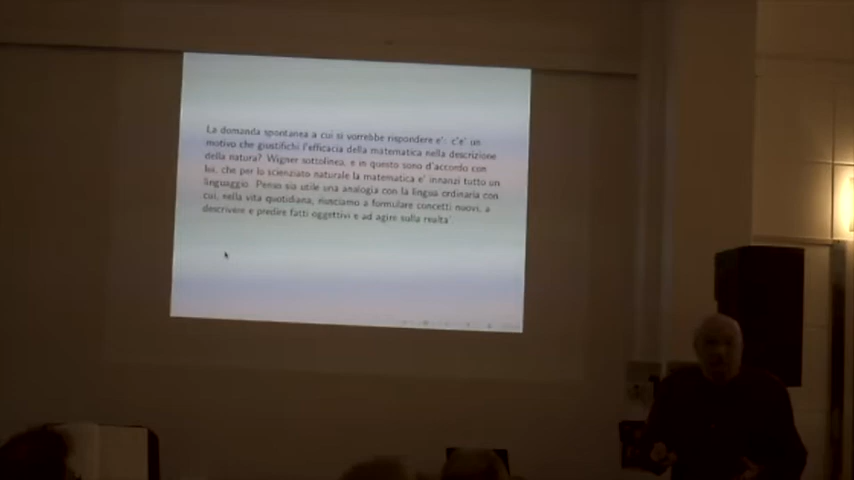 La domanda spontanea a cui si vorrebbe rispondere e': c'e' un
motivo che giustifichi l'efficacia della matematica nella descrizione
della natura? Wigner sottolinea, e in questo sono d'accordo con
lui, che per lo scienziato naturale la matematica e' innanzi tutto un
linguaggio. Penso sia utile una analogia con la lingua ordinaria con
cui, nella vita quotidiana, riusciamo a formulare concetti nuovi, a
descrivere e predire fatti oggettivi e ad agire sulla realta'